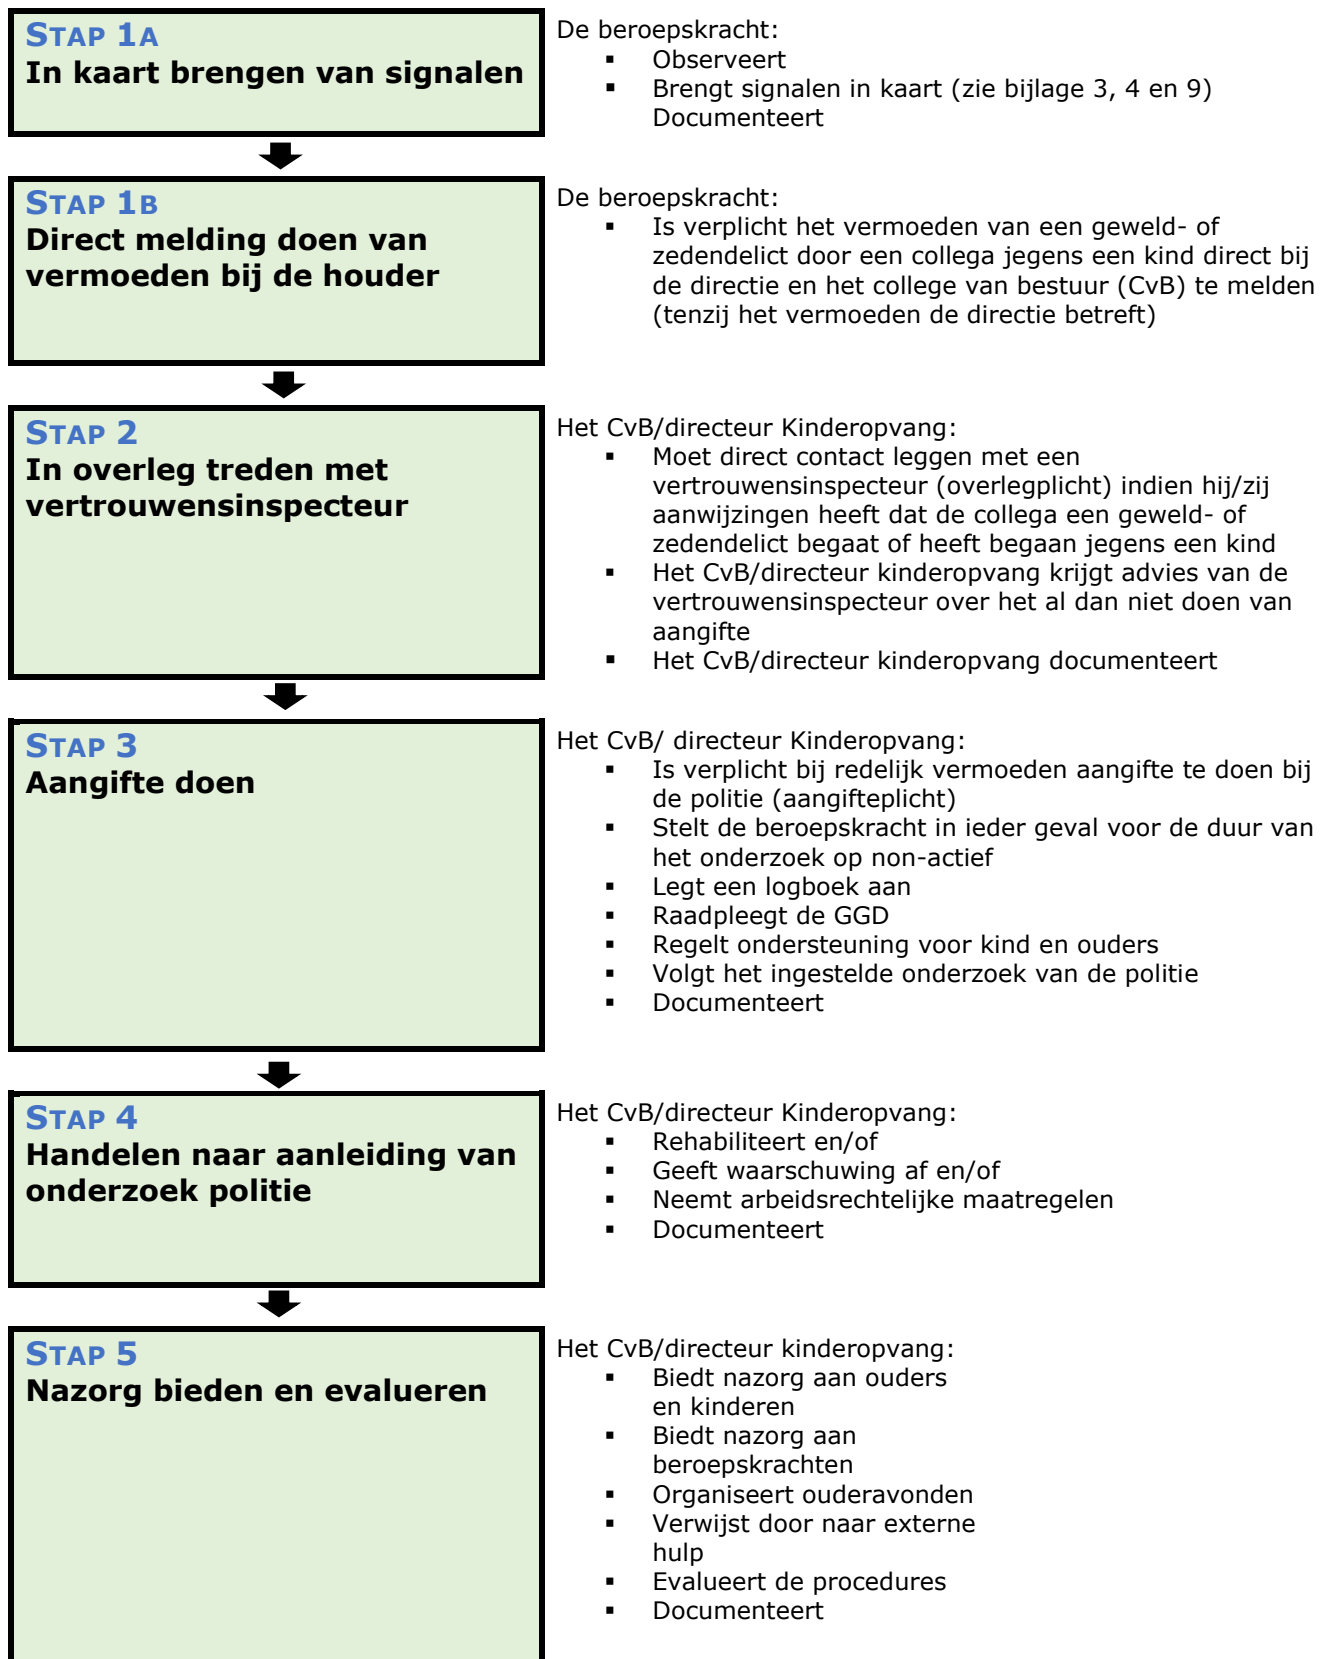 STAP 1A
In kaart brengen van signalen
De beroepskracht:
▪ Observeert
▪ Brengt signalen in kaart (zie bijlage 3, 4 en 9)
Documenteert
STAP 1B
Direct melding doen van
vermoeden bij de houder
De beroepskracht:
▪ Is verplicht het vermoeden van een geweld- of
zedendelict door een collega jegens een kind direct bij
de directie en het college van bestuur (CvB) te melden
(tenzij het vermoeden de directie betreft)
STAP 2
In overleg treden met
vertrouwensinspecteur
Het CvB/directeur Kinderopvang:
▪ Moet direct contact leggen met een
vertrouwensinspecteur (overlegplicht) indien hij/zij
aanwijzingen heeft dat de collega een geweld- of
zedendelict begaat of heeft begaan jegens een kind
▪ Het CvB/directeur kinderopvang krijgt advies van de
vertrouwensinspecteur over het al dan niet doen van
aangifte
▪ Het CvB/directeur kinderopvang documenteert
STAP 3
Aangifte doen
Het CvB/ directeur Kinderopvang:
▪ Is verplicht bij redelijk vermoeden aangifte te doen bij
de politie (aangifteplicht)
▪ Stelt de beroepskracht in ieder geval voor de duur van
het onderzoek op non-actief
▪ Legt een logboek aan
▪ Raadpleegt de GGD
▪ Regelt ondersteuning voor kind en ouders
▪ Volgt het ingestelde onderzoek van de politie
▪ Documenteert
STAP 4
Handelen naar aanleiding van
onderzoek politie
Het CvB/directeur Kinderopvang:
▪ Rehabiliteert en/of
▪ Geeft waarschuwing af en/of
▪ Neemt arbeidsrechtelijke maatregelen
▪ Documenteert
STAP 5
Nazorg bieden en evalueren
Het CvB/directeur kinderopvang:
▪ Biedt nazorg aan ouders
en kinderen
▪ Biedt nazorg aan
beroepskrachten
▪ Organiseert ouderavonden
▪ Verwijst door naar externe
hulp
▪ Evalueert de procedures
▪ Documenteert